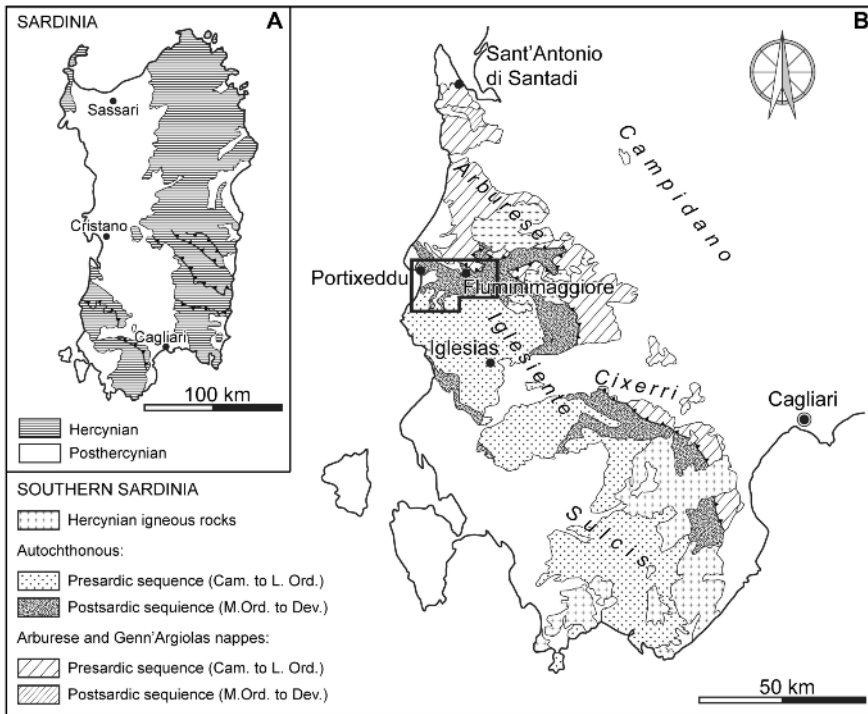 SARDINIA
A
Sassari
Cristano
Cagliari
100 km
Hercynian
Posthercynian
SOUTHERN SARDINIA
Hercynian igneous rocks
Autochthonous:
Presardic sequence (Cam. to L. Ord.)
Postsardic sequience (M.Ord. to Dev.)
Arburese and Genn'Argiolas nappes:
Presardic sequence (Cam. to L. Ord.)
Postsardic sequience (M.Ord. to Dev.)
B
Sant'Antonio
di Santadi
Campidano
Arburese
Portixeddu
Fluminimaggiore
Iglesiente
Iglesias
Cixerri
Cagliari
Sulcis
50 km